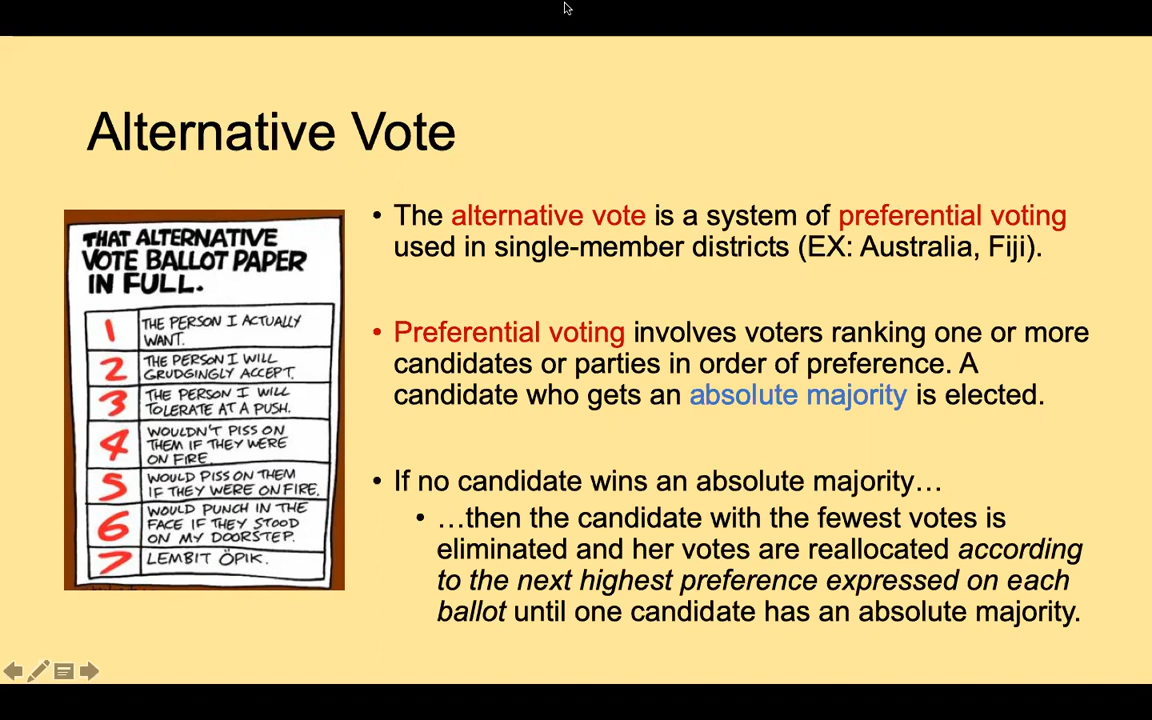 Alternative Vote
THAT ALTERNATIVE
VOTE BALLOT PAPER
IN FULL.
1 THE PERSON I ACTUALLY
WANT.
2 THE PERSON I WILL
GRUDGINGLY ACCEPT.
3 THE PERSON I WILL
TOLERATE AT A PUSH.
4 WOULDN'T PISS ON
THEM IF THEY WERE
ON FIRE.
5 WOULD PISS ON THEM
IF THEY WERE ON FIRE.
6 WOULD PUNCH IN THE
FACE IF THEY STOOD
ON MY DOORSTEP.
7 LEMBIT ÖPIK.
• The alternative vote is a system of preferential voting
used in single-member districts (EX: Australia, Fiji).
• Preferential voting involves voters ranking one or more
candidates or parties in order of preference. A
candidate who gets an absolute majority is elected.
• If no candidate wins an absolute majority…
• …then the candidate with the fewest votes is
eliminated and her votes are reallocated according
to the next highest preference expressed on each
ballot until one candidate has an absolute majority.